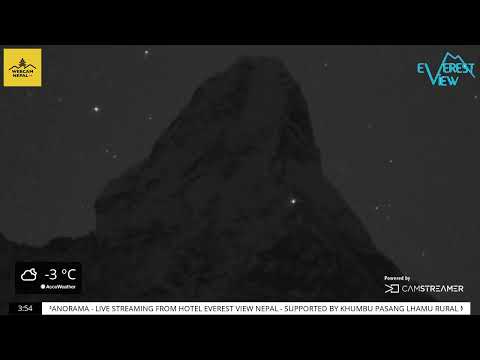 WEBCAM
NEPAL
EVEREST
VIEW
-3 °C
AccuWeather
Powered by
CAMSTREAMER
3:54
PANORAMA - LIVE STREAMING FROM HOTEL EVEREST VIEW NEPAL - SUPPORTED BY KHUMBU PASANG LHAMU RURAL